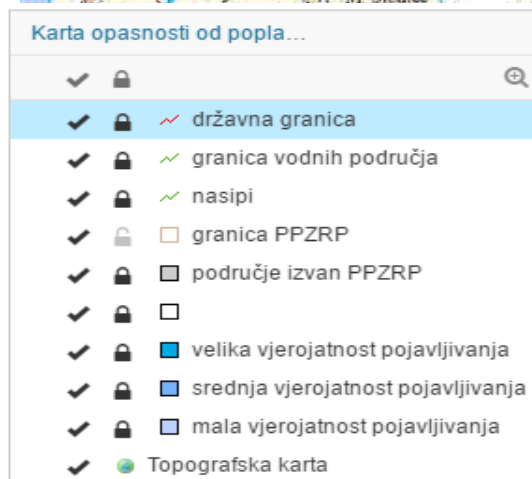 Karta opasnosti od popla...
državna granica
granica vodnih područja
nasipi
granica PPZRP
područje izvan PPZRP
velika vjerojatnost pojavljivanja
srednja vjerojatnost pojavljivanja
mala vjerojatnost pojavljivanja
Topografska karta